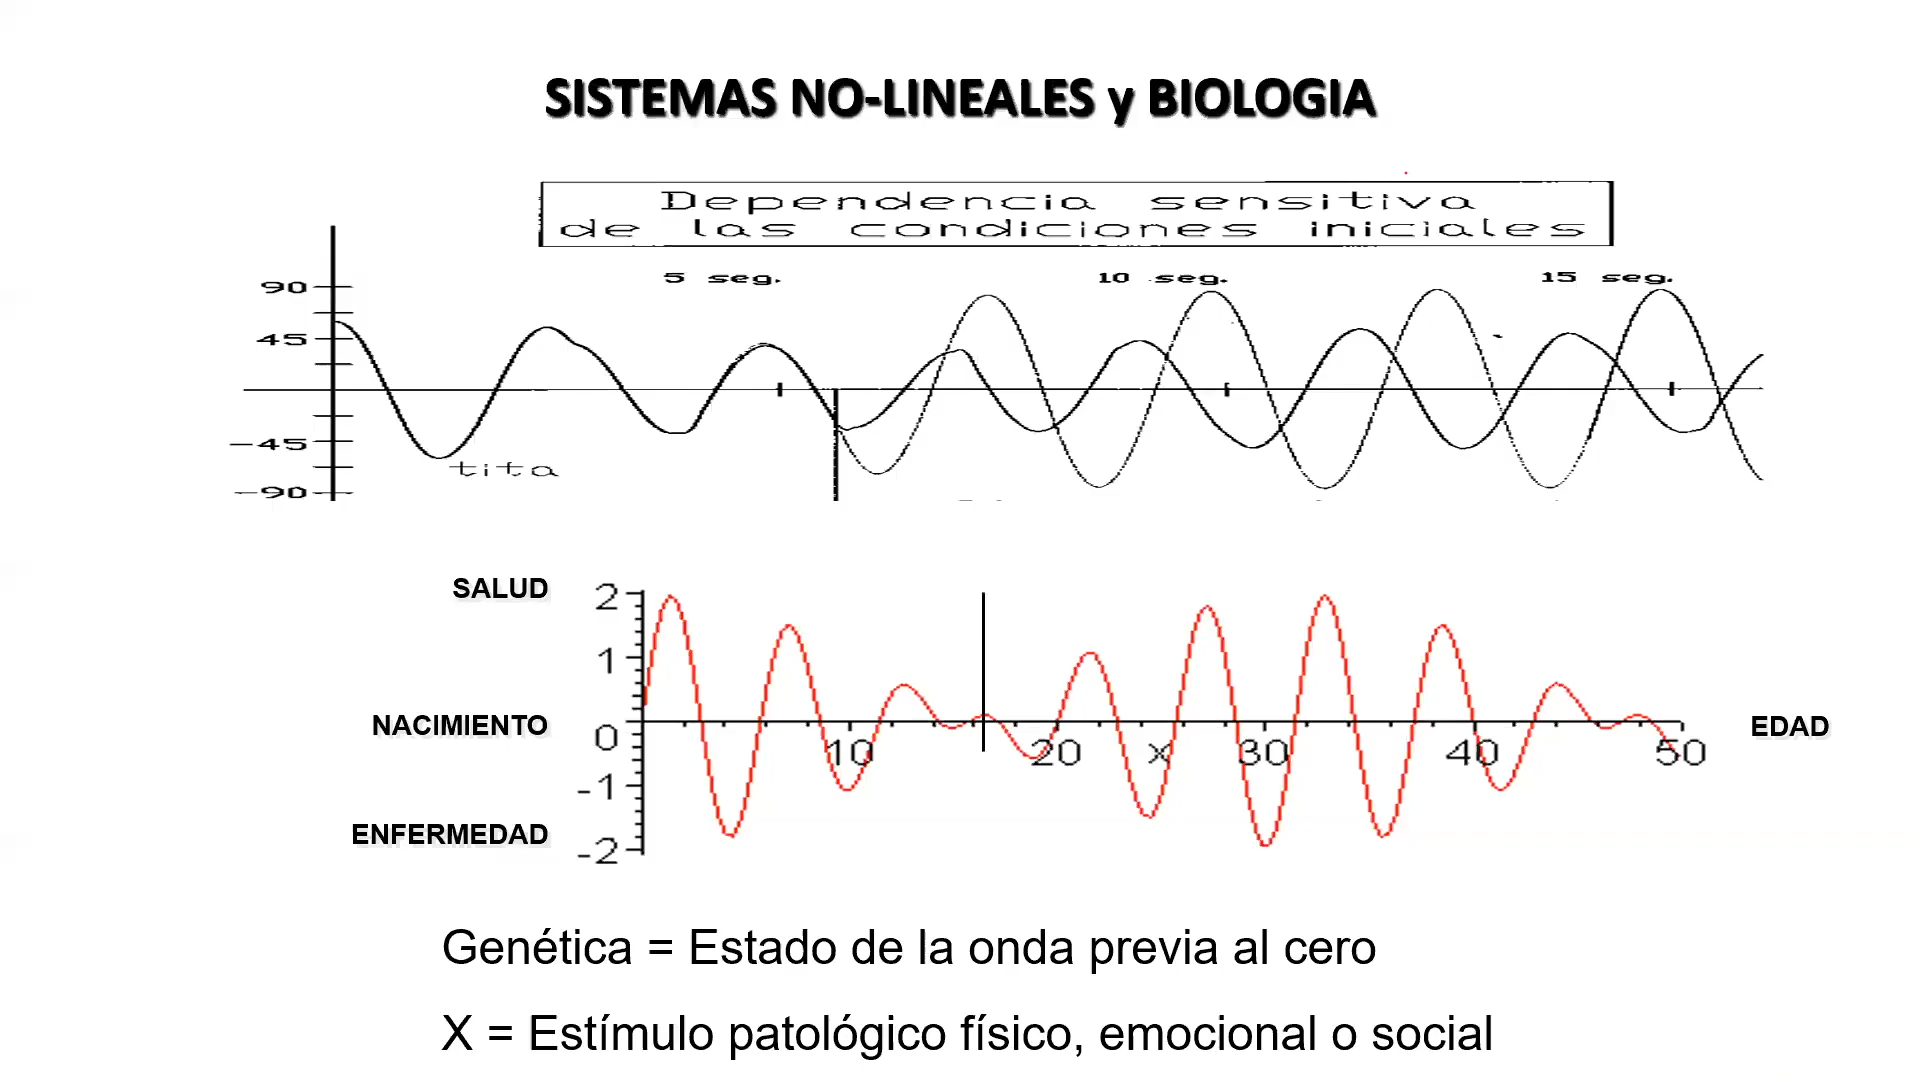 SISTEMAS NO-LINEALES y BIOLOGIA
Dependencia sensitiva
de las condiciones iniciales
5 seg.
10 seg.
15 seg.
90
45
-45
-90
tita
SALUD
NACIMIENTO
ENFERMEDAD
2
1
0
-1
-2
10
20
x
30
40
50
EDAD
Genética = Estado de la onda previa al cero
X = Estímulo patológico físico, emocional o social